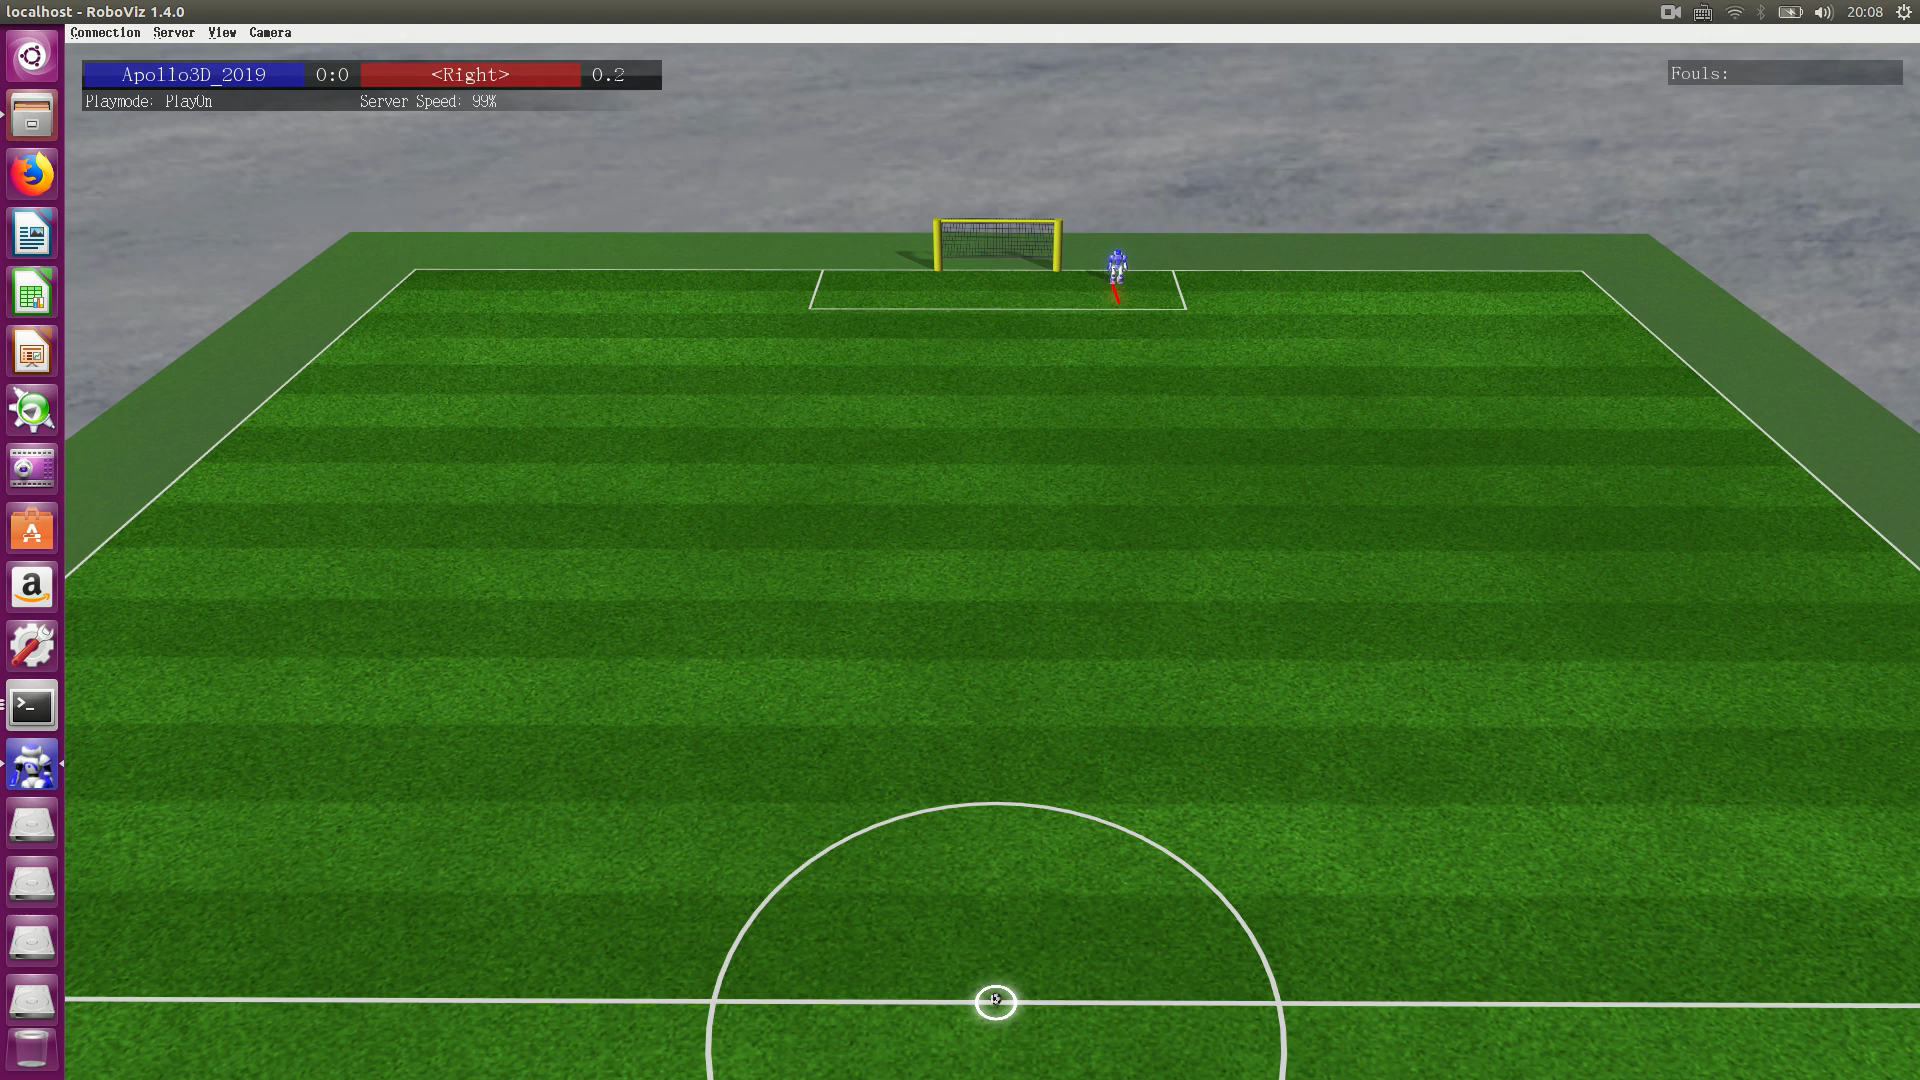 localhost - RoboViz 1.4.0
20:08
Connection Server View Camera
Apollo3D_2019 0:0 <Right> 0.2
Fouls:
Playmode: PlayOn Server Speed: 99%